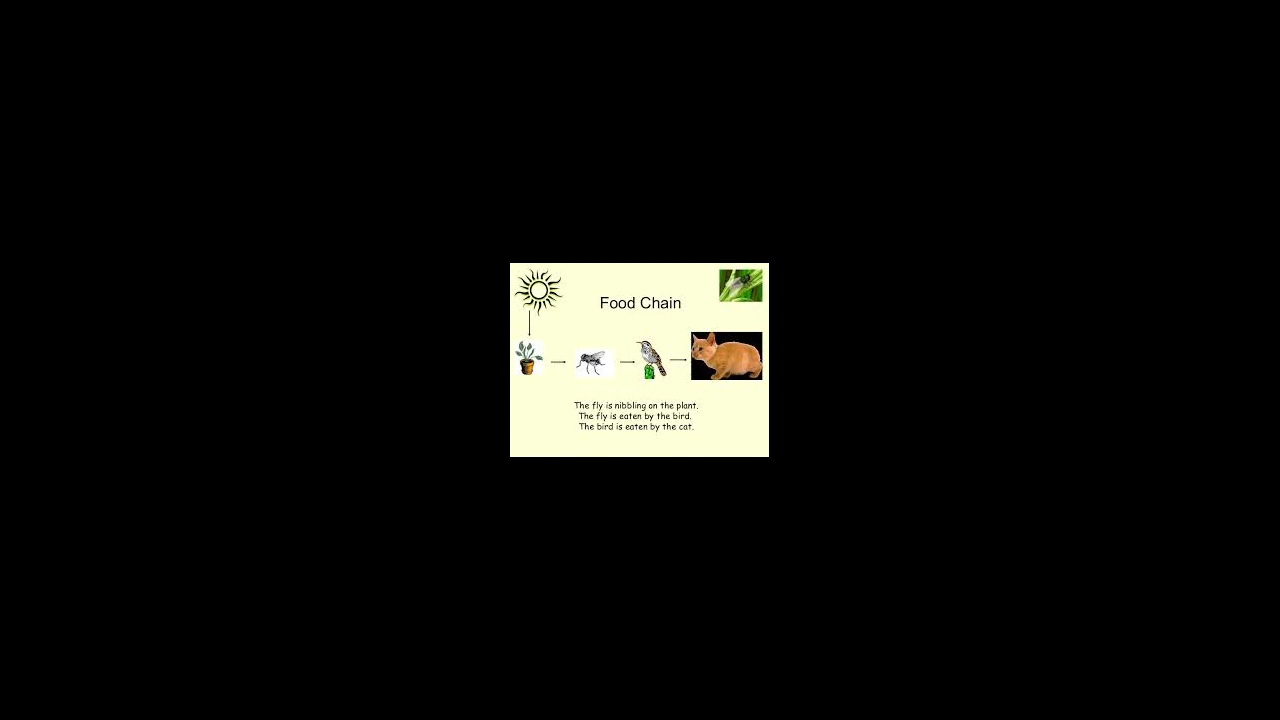 Food Chain
The fly is nibbling on the plant.
The fly is eaten by the bird.
The bird is eaten by the cat.